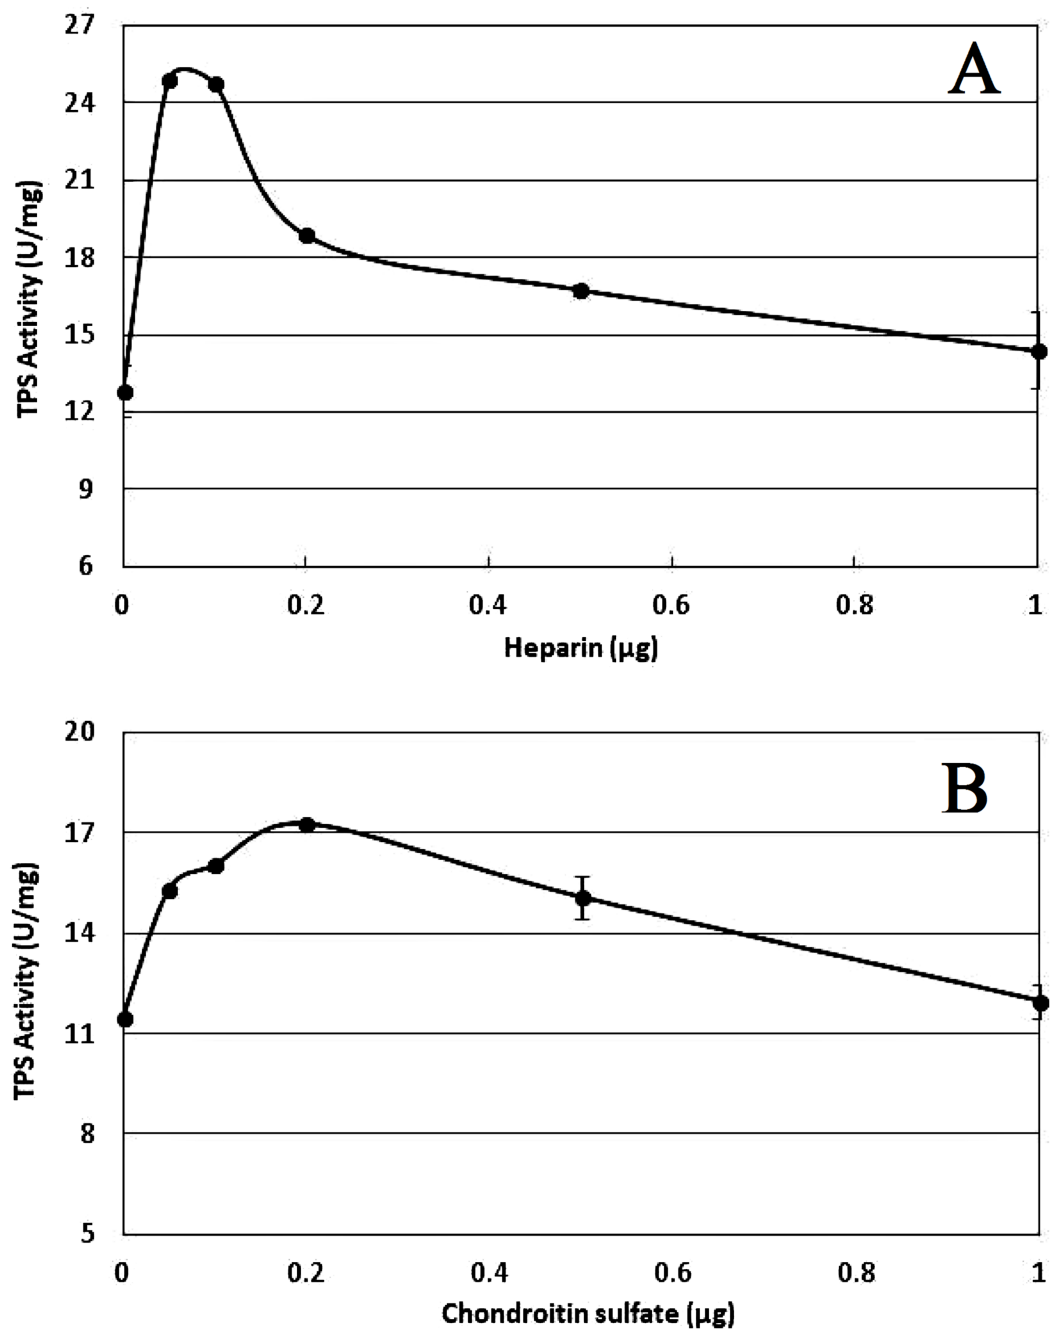 A
TPS Activity (U/mg)
27
24
21
18
15
12
9
6
0 0.2 0.4 0.6 0.8 1
Heparin (μg)
B
TPS Activity (U/mg)
20
17
14
11
8
5
0 0.2 0.4 0.6 0.8 1
Chondroitin sulfate (μg)